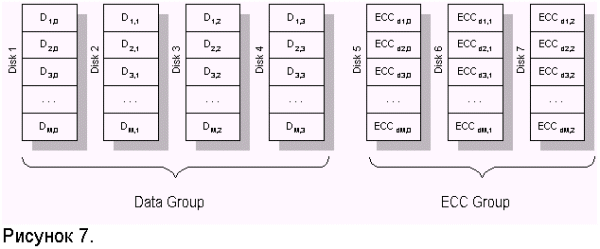 Disk 1 Disk 2 Disk 3 Disk 4 Disk 5 Disk 6 Disk 7
D1,0 D1,1 D1,2 D1,3 ECC d1,0 ECC d1,1 ECC d1,2
D2,0 D2,1 D2,2 D2,3 ECC d2,0 ECC d2,1 ECC d2,2
D3,0 D3,1 D3,2 D3,3 ECC d3,0 ECC d3,1 ECC d3,2
... ... ... ... ... ... ...
DM,0 DM,1 DM,2 DM,3 ECC dM,0 ECC dM,1 ECC dM,2
Data Group ECC Group
Рисунок 7.